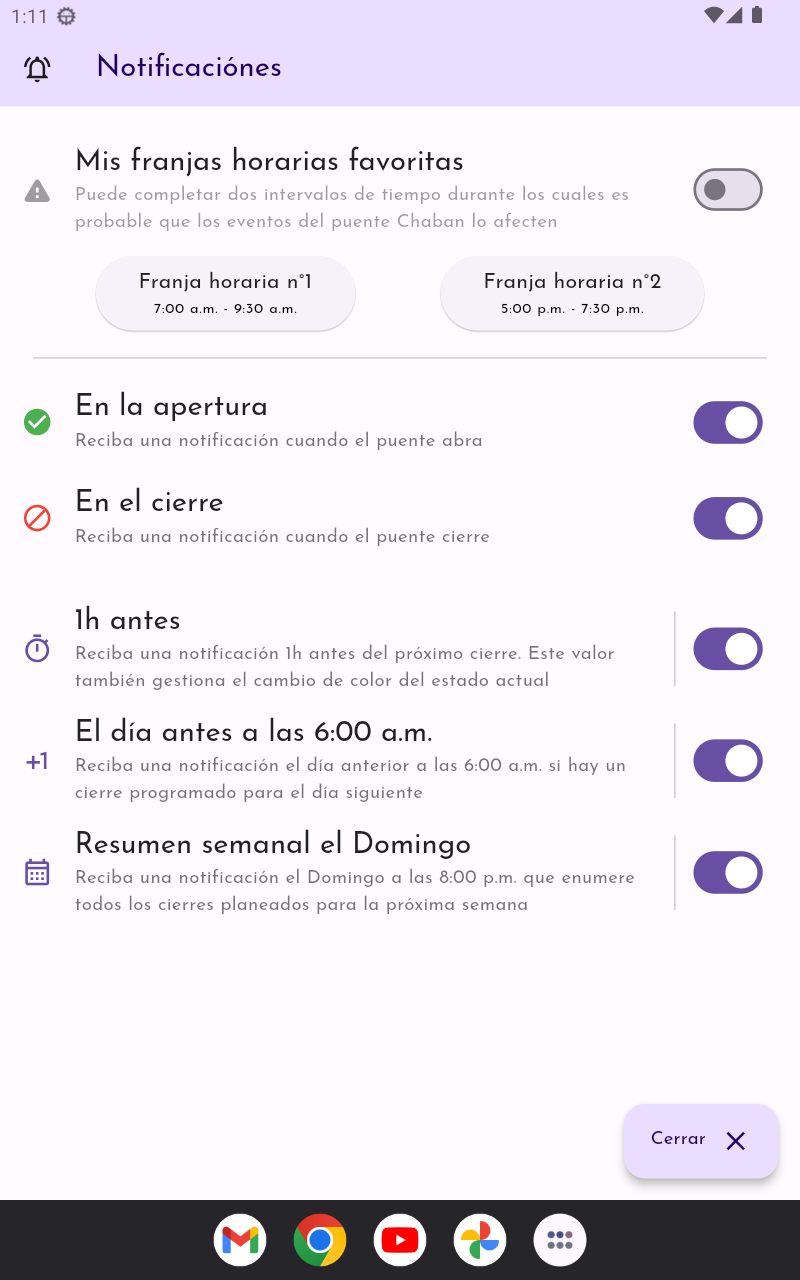 1:11
Notificaciónes
Mis franjas horarias favoritas
Puede completar dos intervalos de tiempo durante los cuales es
probable que los eventos del puente Chaban lo afecten
Franja horaria n°1
7:00 a.m. - 9:30 a.m.
Franja horaria n°2
5:00 p.m. - 7:30 p.m.
En la apertura
Reciba una notificación cuando el puente abra
En el cierre
Reciba una notificación cuando el puente cierre
1h antes
Reciba una notificación 1h antes del próximo cierre. Este valor
también gestiona el cambio de color del estado actual
+1
El día antes a las 6:00 a.m.
Reciba una notificación el día anterior a las 6:00 a.m. si hay un
cierre programado para el día siguiente
Resumen semanal el Domingo
Reciba una notificación el Domingo a las 8:00 p.m. que enumere
todos los cierres planeados para la próxima semana
Cerrar